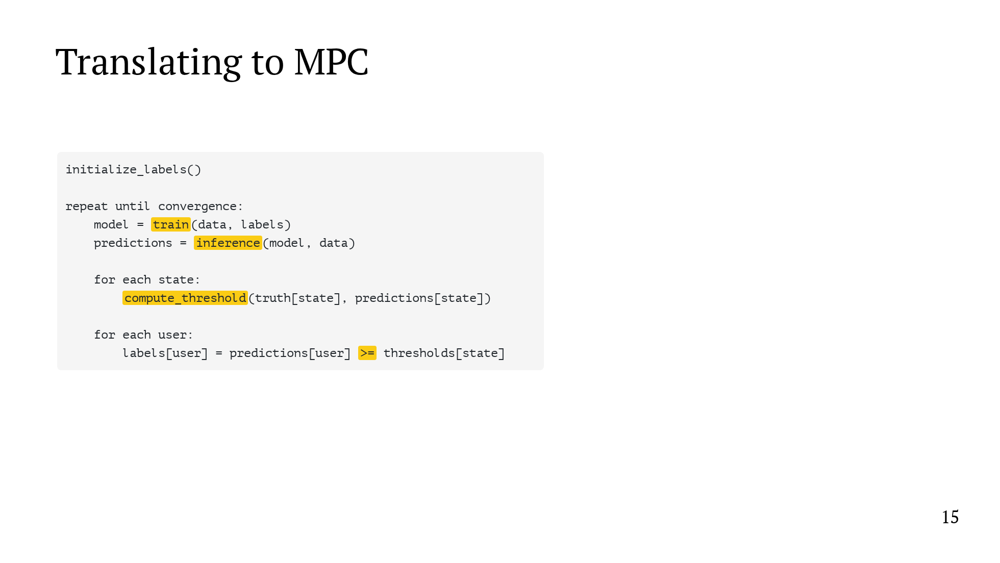 Translating to MPC
initialize_labels()
repeat until convergence:
    model = train(data, labels)
    predictions = inference(model, data)
    for each state:
        compute_threshold(truth[state], predictions[state])
    for each user:
        labels[user] = predictions[user] >= thresholds[state]
15